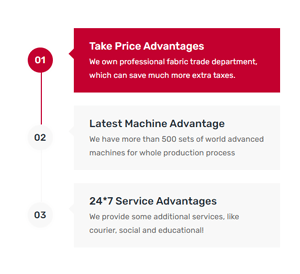 01
Take Price Advantages
We own professional fabric trade department,
which can save much more extra taxes.
02
Latest Machine Advantage
We have more than 500 sets of world advanced
machines for whole production process
03
24*7 Service Advantages
We provide some additional services, like
courier, social and educational!